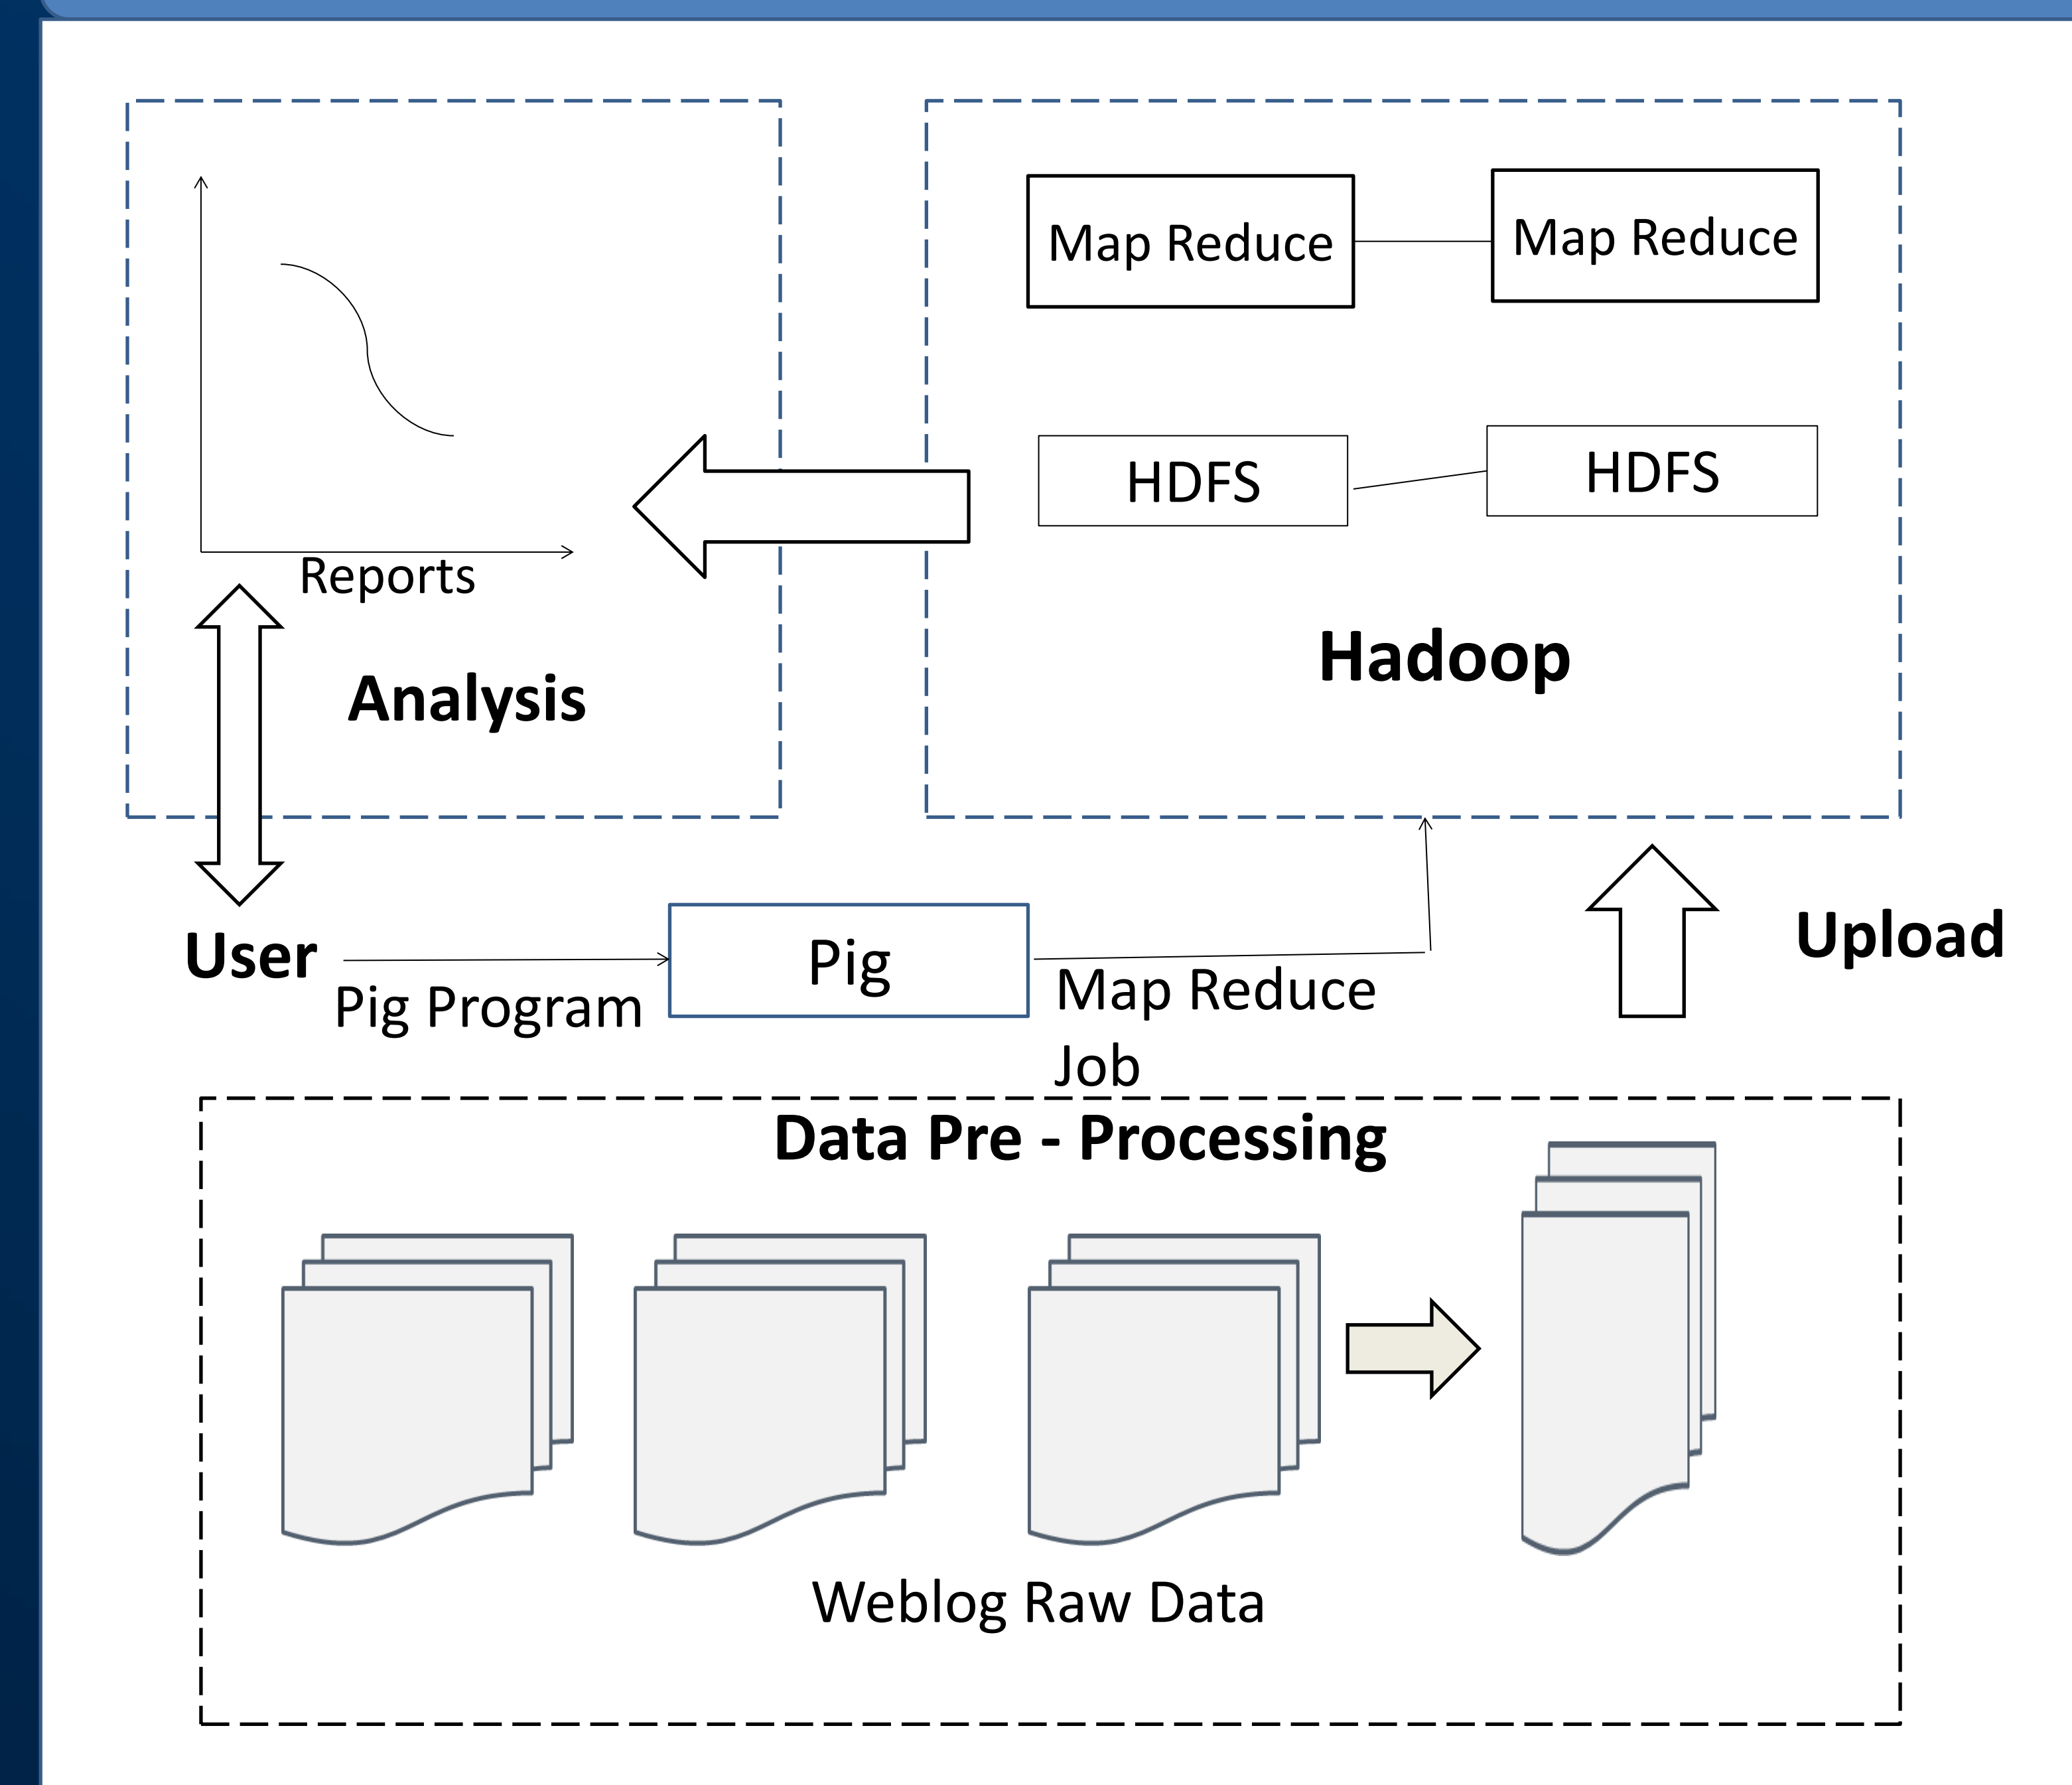 Map Reduce
Map Reduce
HDFS
HDFS
Reports
Hadoop
Analysis
User
Pig Program
Pig
Map Reduce
Job
Upload
Data Pre - Processing
Weblog Raw Data